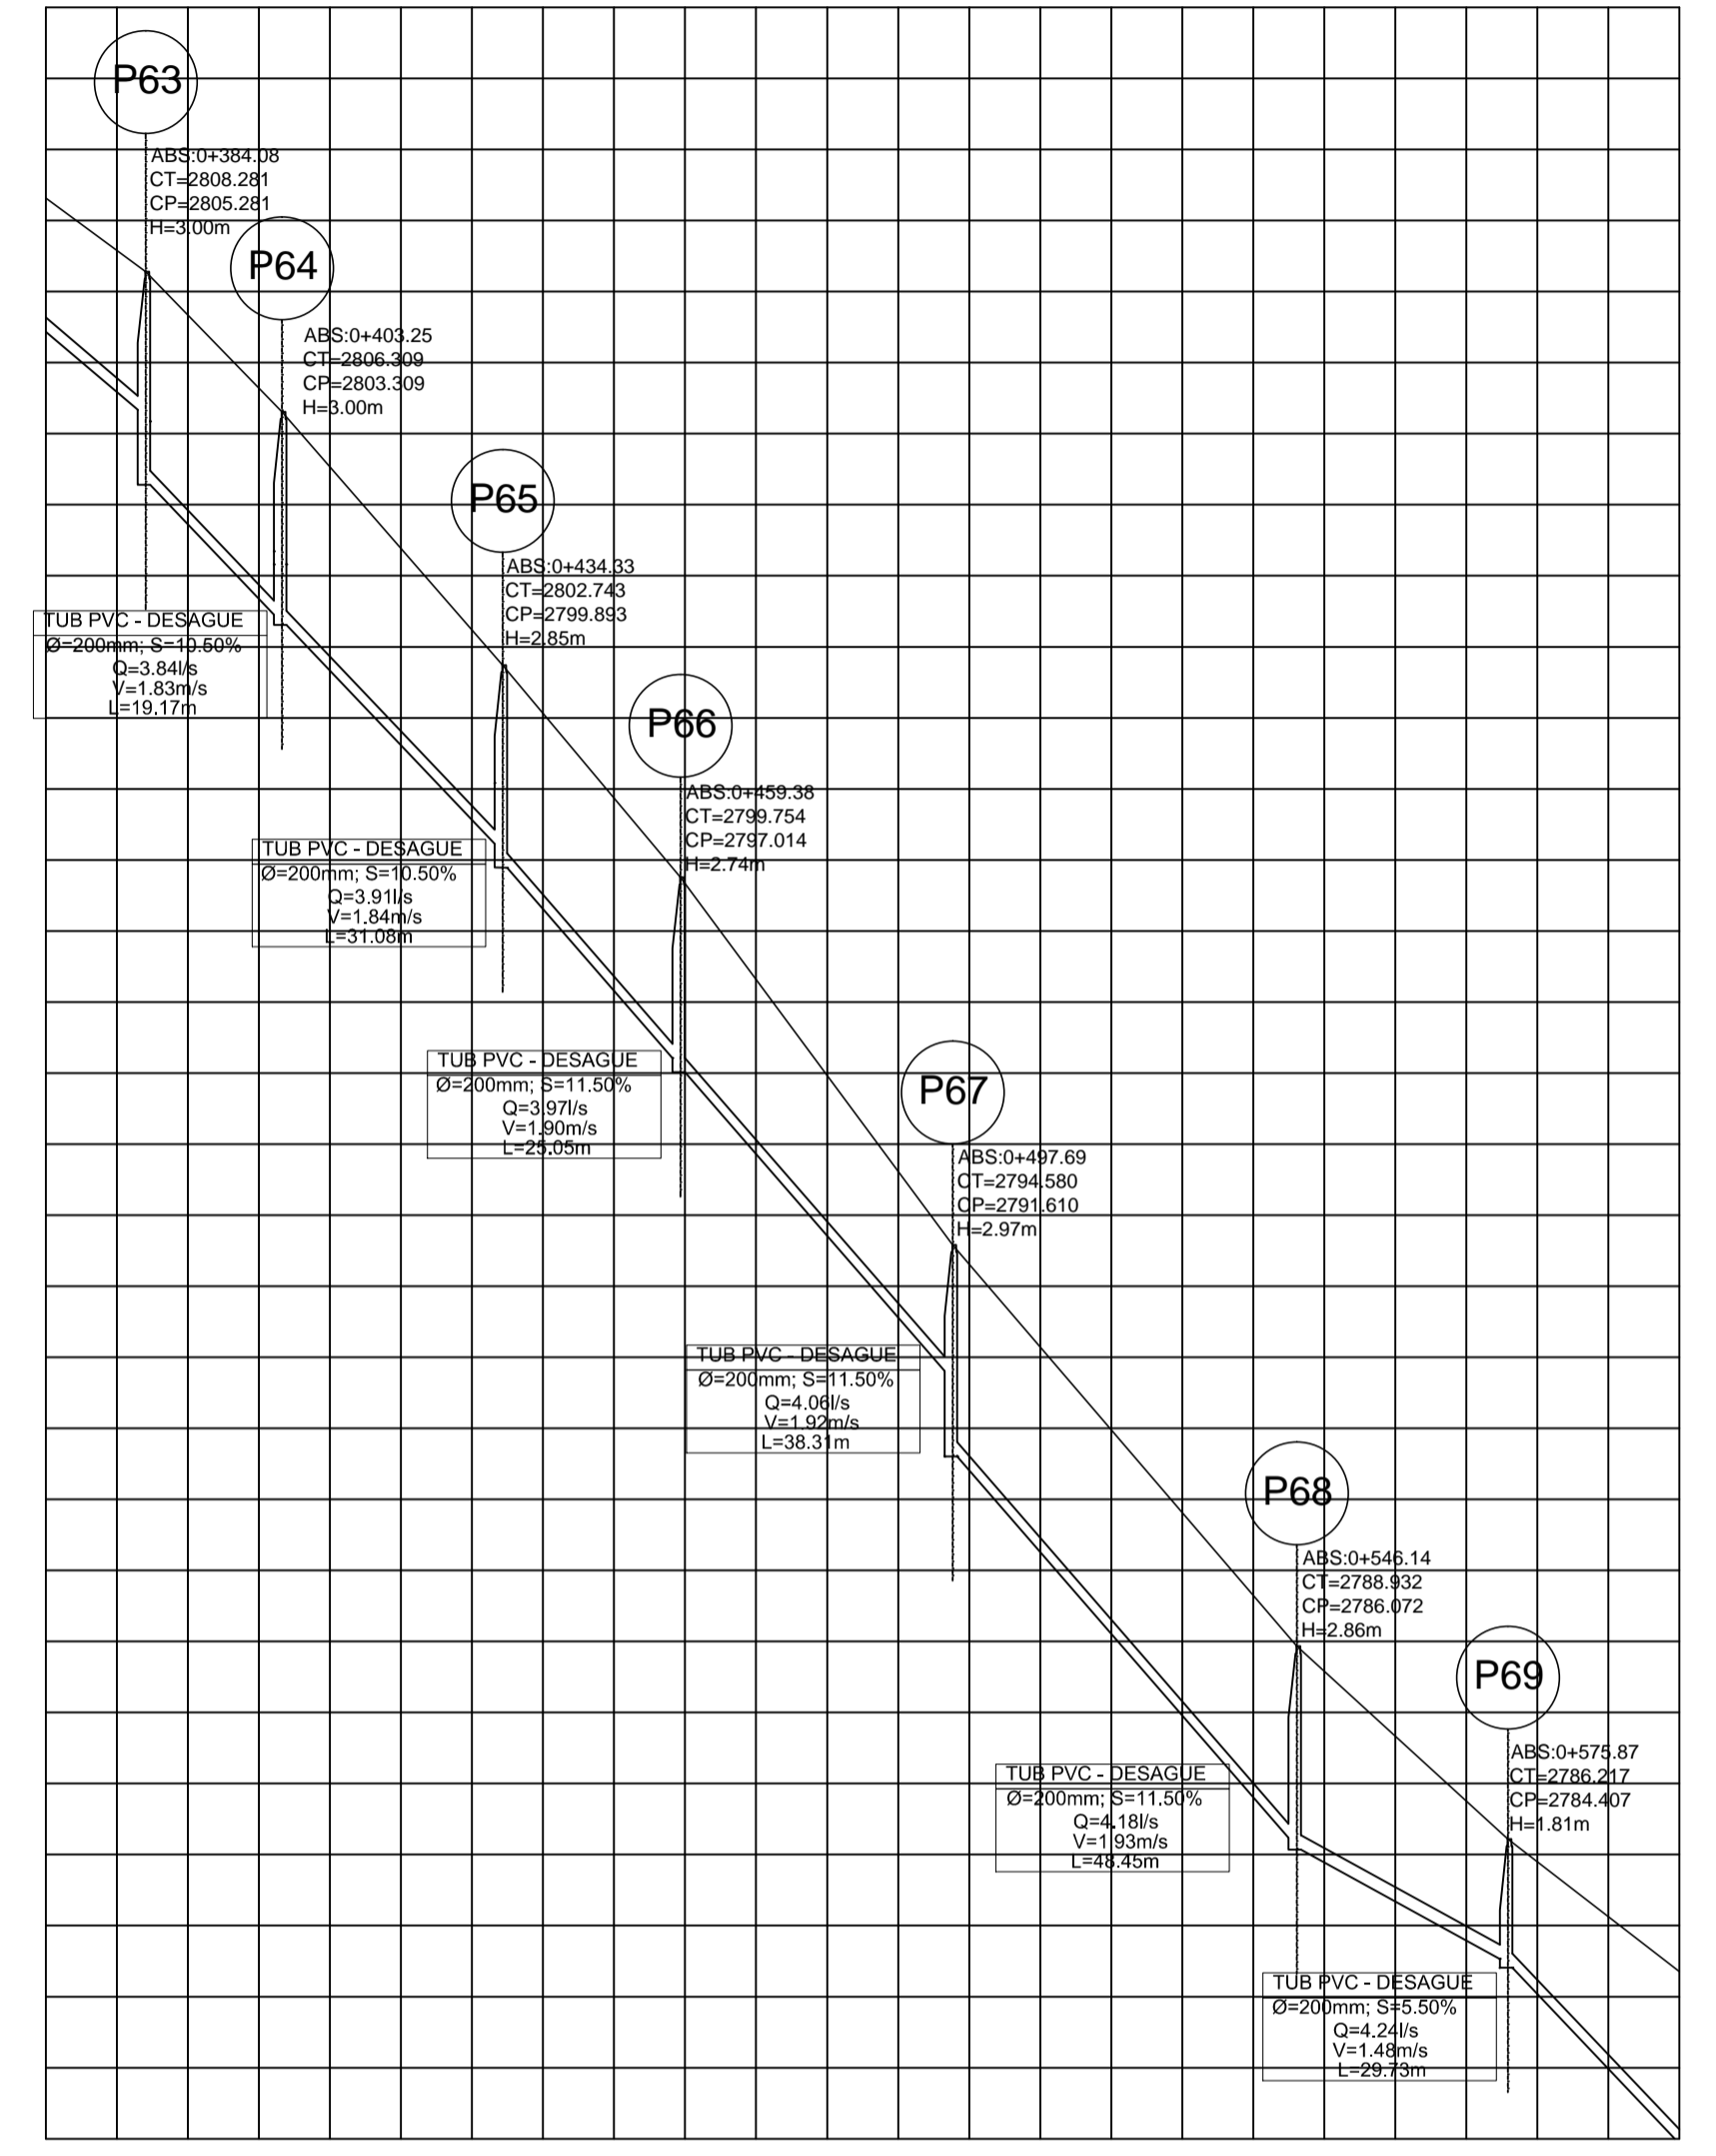 P63
ABS:0+384.08
CT=2808.281
CP=2805.281
H=3.00m
P64
ABS:0+403.25
CT=2806.309
CP=2803.309
H=3.00m
P65
ABS:0+434.33
CT=2802.743
CP=2799.893
H=2.85m
TUB PVC - DESAGUE
Ø=200mm; S=10.50%
Q=3.84l/s
V=1.83m/s
L=19.17m
P66
ABS:0+459.38
CT=2799.754
CP=2797.014
H=2.74m
TUB PVC - DESAGUE
Ø=200mm; S=10.50%
Q=3.91l/s
V=1.84m/s
L=31.08m
TUB PVC - DESAGUE
Ø=200mm; S=11.50%
Q=3.97l/s
V=1.90m/s
L=25.05m
P67
ABS:0+497.69
CT=2794.580
CP=2791.610
H=2.97m
TUB PVC - DESAGUE
Ø=200mm; S=11.50%
Q=4.06l/s
V=1.92m/s
L=38.31m
P68
ABS:0+546.14
CT=2788.932
CP=2786.072
H=2.86m
P69
ABS:0+575.87
CT=2786.217
CP=2784.407
H=1.81m
TUB PVC - DESAGUE
Ø=200mm; S=11.50%
Q=4.18l/s
V=1.93m/s
L=48.45m
TUB PVC - DESAGUE
Ø=200mm; S=5.50%
Q=4.24l/s
V=1.48m/s
L=29.73m